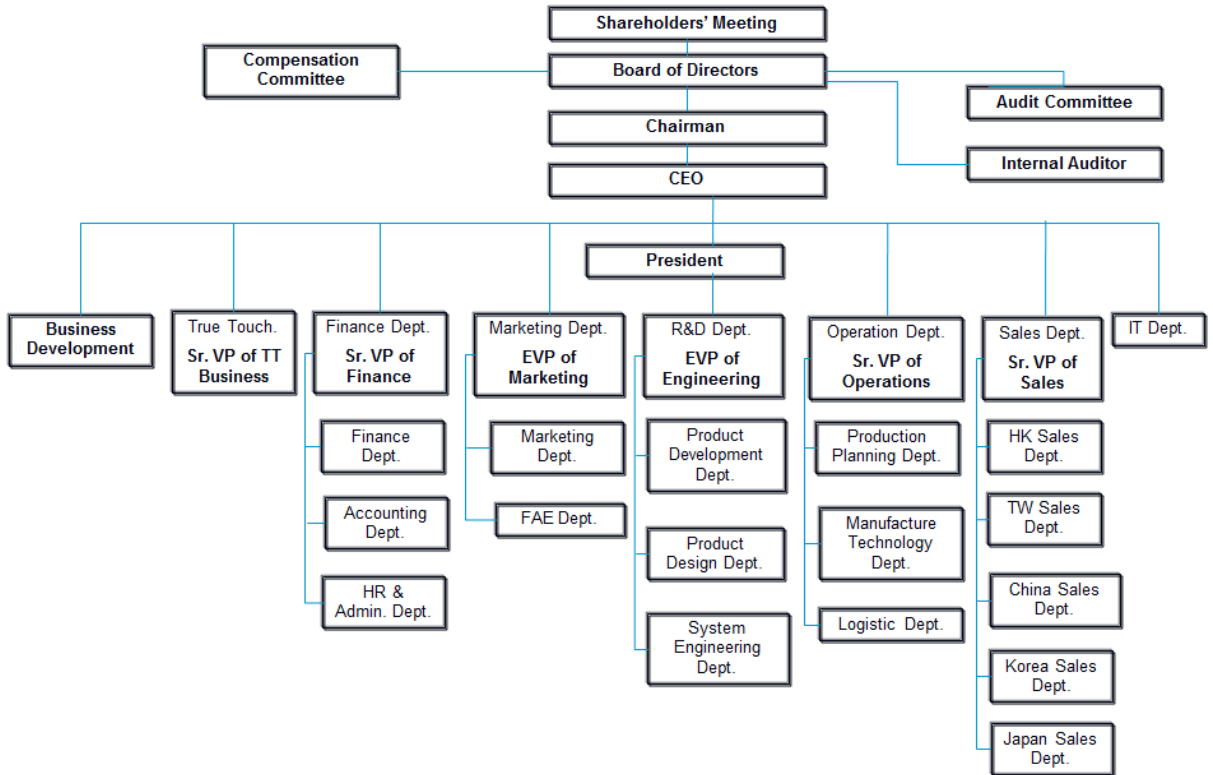 Shareholders' Meeting
Compensation
Committee
Board of Directors
Audit Committee
Chairman
Internal Auditor
CEO
President
Business
Development
True Touch.
Sr. VP of TT
Business
Finance Dept.
Sr. VP of
Finance
Marketing Dept.
EVP of
Marketing
R&D Dept.
EVP of
Engineering
Operation Dept.
Sr. VP of
Operations
Sales Dept.
Sr. VP of
Sales
IT Dept.
Finance
Dept.
Accounting
Dept.
HR &
Admin. Dept.
Marketing
Dept.
FAE Dept.
Product
Development
Dept.
Product
Design Dept.
System
Engineering
Dept.
Production
Planning Dept.
Manufacture
Technology
Dept.
Logistic Dept.
HK Sales
Dept.
TW Sales
Dept.
China Sales
Dept.
Korea Sales
Dept.
Japan Sales
Dept.